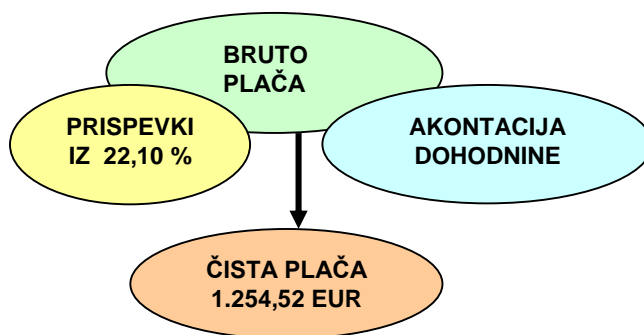 BRUTO
PLAČA
PRISPEVKI
IZ 22,10 %
AKONTACIJA
DOHODNINE
ČISTA PLAČA
1.254,52 EUR